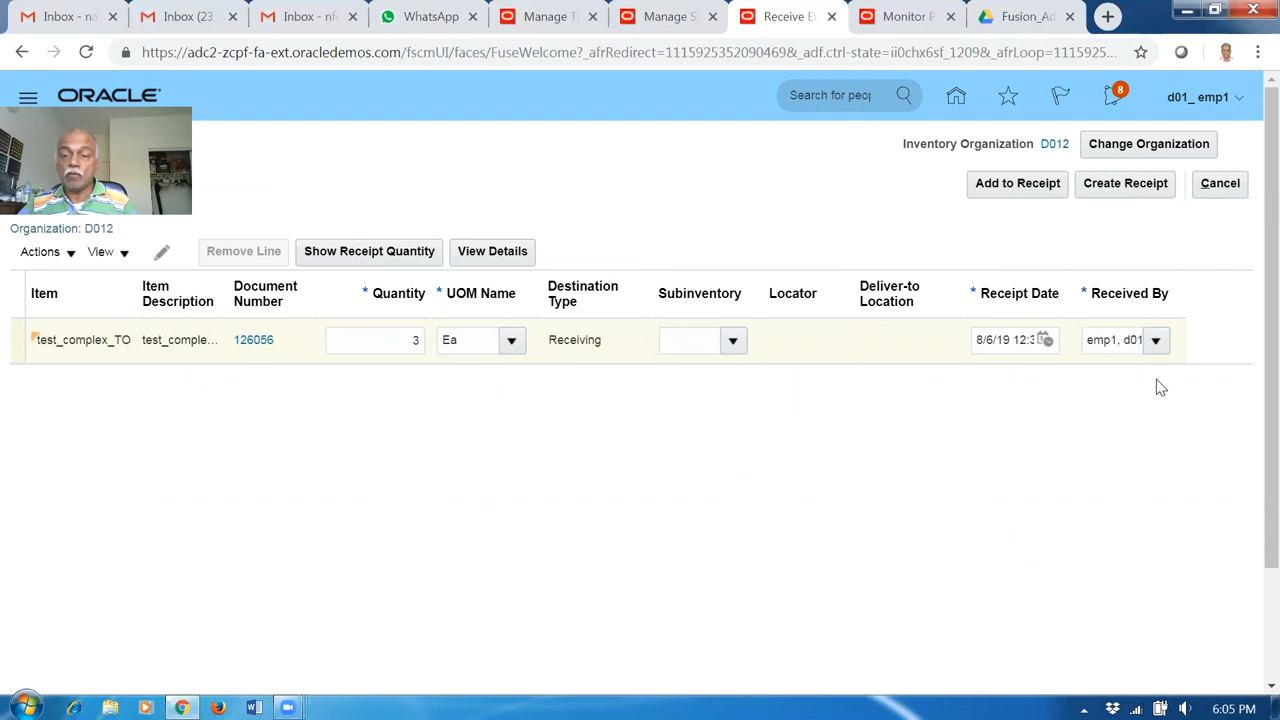 Inbox - na
Inbox (23
Inbox - nfc
WhatsApp
Manage
Manage S
Receive E
Monitor
Fusion_Ad
https://adc2-zcpf-fa-ext.oracledemos.com/fscmUI/faces/FuseWelcome?_afrRedirect=1115925352090469&_adf.ctrl-state=ii0chx6sf_1209&_afrLoop=1115925...
ORACLE
Search for peop
8
d01_ emp1
Inventory Organization D012 Change Organization
Add to Receipt Create Receipt Cancel
Organization: D012
Actions View Remove Line Show Receipt Quantity View Details
Item
Item Description
Document Number
* Quantity
* UOM Name
Destination Type
Subinventory
Locator
Deliver-to Location
* Receipt Date
* Received By
test_complex_TO test_comple... 126056 3 Ea Receiving 8/6/19 12:3 emp1, d01
6:05 PM